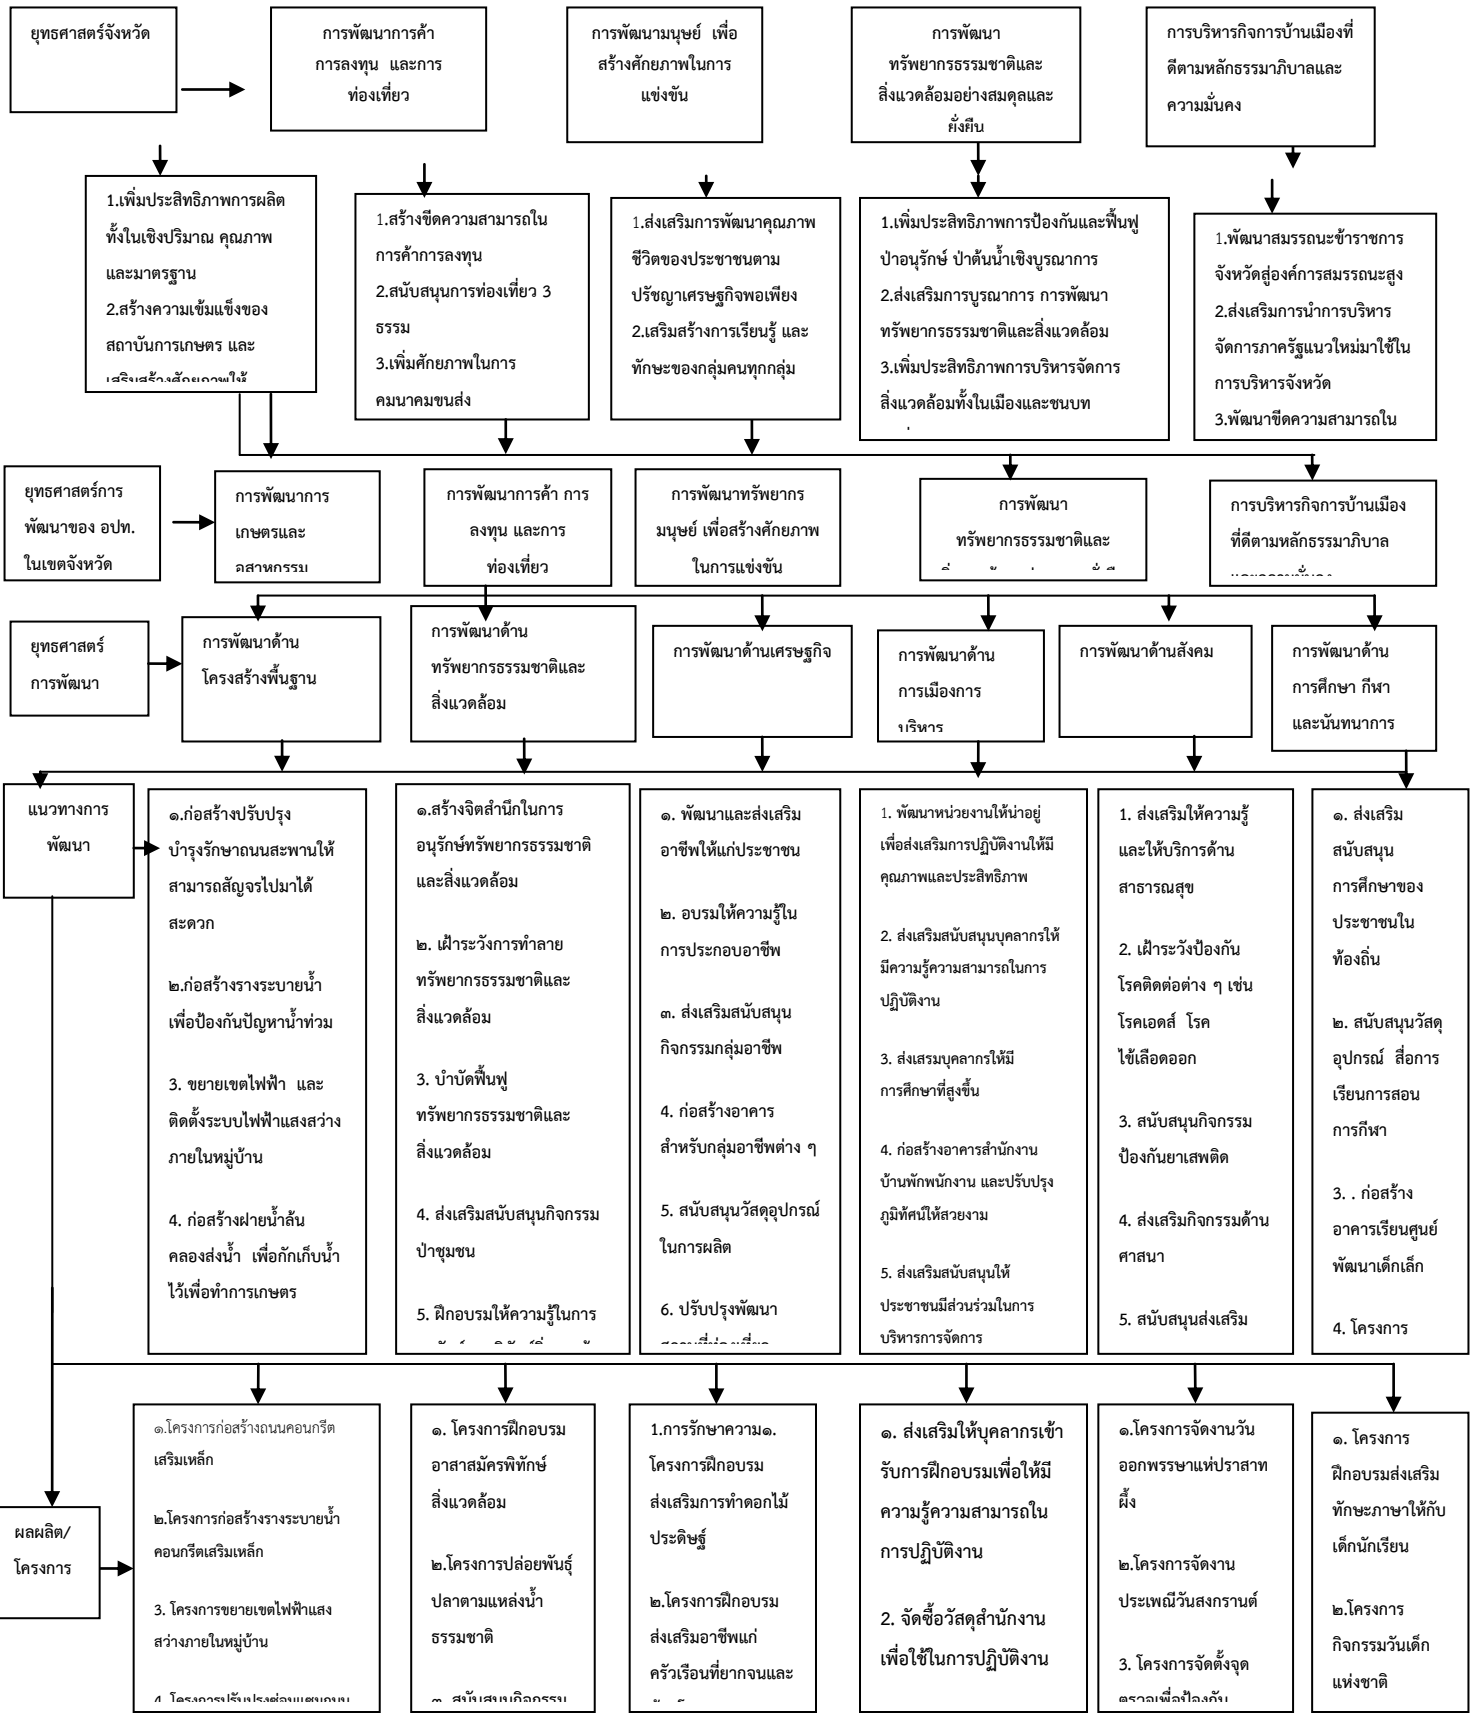 ยุทธศาสตร์จังหวัด
การพัฒนาการค้า
การลงทุน และการ
ท่องเที่ยว
การพัฒนามนุษย์ เพื่อ
สร้างศักยภาพในการ
แข่งขัน
การพัฒนา
ทรัพยากรธรรมชาติและ
สิ่งแวดล้อมอย่างสมดุลและ
ยั่งยืน
การบริหารกิจการบ้านเมืองที่
ดีตามหลักธรรมาภิบาลและ
ความมั่นคง
1.เพิ่มประสิทธิภาพการผลิต
ทั้งในเชิงปริมาณ คุณภาพ
และมาตรฐาน
2.สร้างความเข้มแข็งของ
สถาบันการเกษตร และ
เสริมสร้างศักยภาพให้
1.สร้างขีดความสามารถใน
การค้าการลงทุน
2.สนับสนุนการท่องเที่ยว 3
ธรรม
3.เพิ่มศักยภาพในการ
คมนาคมขนส่ง
1.ส่งเสริมการพัฒนาคุณภาพ
ชีวิตของประชาชนตาม
ปรัชญาเศรษฐกิจพอเพียง
2.เสริมสร้างการเรียนรู้ และ
ทักษะของกลุ่มคนทุกกลุ่ม
1.เพิ่มประสิทธิภาพการป้องกันและฟื้นฟู
ป่าอนุรักษ์ ป่าต้นน้ำเชิงบูรณาการ
2.ส่งเสริมการบูรณาการ การพัฒนา
ทรัพยากรธรรมชาติและสิ่งแวดล้อม
3.เพิ่มประสิทธิภาพการบริหารจัดการ
สิ่งแวดล้อมทั้งในเมืองและชนบท
1.พัฒนาสมรรถนะข้าราชการ
จังหวัดสู่องค์การสมรรถนะสูง
2.ส่งเสริมการนำการบริหาร
จัดการภาครัฐแนวใหม่มาใช้ใน
การบริหารจังหวัด
3.พัฒนาขีดความสามารถใน
ยุทธศาสตร์การ
พัฒนาของ อปท.
ในเขตจังหวัด
การพัฒนาการ
เกษตรและ
อุสาหกรรม
การพัฒนาการค้า การ
ลงทุน และการ
ท่องเที่ยว
การพัฒนาทรัพยากร
มนุษย์ เพื่อสร้างศักยภาพ
ในการแข่งขัน
การพัฒนา
ทรัพยากรธรรมชาติและ
การบริหารกิจการบ้านเมือง
ที่ดีตามหลักธรรมาภิบาล
ยุทธศาสตร์
การพัฒนา
การพัฒนาด้าน
โครงสร้างพื้นฐาน
การพัฒนาด้าน
ทรัพยากรธรรมชาติและ
สิ่งแวดล้อม
การพัฒนาด้านเศรษฐกิจ
การพัฒนาด้าน
การเมืองการ
บริหาร
การพัฒนาด้านสังคม
การพัฒนาด้าน
การศึกษา กีฬา
และนันทนาการ
แนวทางการ
พัฒนา
๑.ก่อสร้างปรับปรุง
บำรุงรักษาถนนสะพานให้
สามารถสัญจรไปมาได้
สะดวก
๒.ก่อสร้างรางระบายน้ำ
เพื่อป้องกันปัญหาน้ำท่วม
3. ขยายเขตไฟฟ้า และ
ติดตั้งระบบไฟฟ้าแสงสว่าง
ภายในหมู่บ้าน
4. ก่อสร้างฝายน้ำล้น
คลองส่งน้ำ เพื่อกักเก็บน้ำ
ไว้เพื่อทำการเกษตร
๑.สร้างจิตสำนึกในการ
อนุรักษ์ทรัพยากรธรรมชาติ
และสิ่งแวดล้อม
๒. เฝ้าระวังการทำลาย
ทรัพยากรธรรมชาติและ
สิ่งแวดล้อม
3. บำบัดฟื้นฟู
ทรัพยากรธรรมชาติและ
สิ่งแวดล้อม
4. ส่งเสริมสนับสนุนกิจกรรม
ป่าชุมชน
5. ฝึกอบรมให้ความรู้ในการ
๑. พัฒนาและส่งเสริม
อาชีพให้แก่ประชาชน
๒. อบรมให้ความรู้ใน
การประกอบอาชีพ
๓. ส่งเสริมสนับสนุน
กิจกรรมกลุ่มอาชีพ
4. ก่อสร้างอาคาร
สำหรับกลุ่มอาชีพต่าง ๆ
5. สนับสนุนวัสดุอุปกรณ์
ในการผลิต
6. ปรับปรุงพัฒนา
1. พัฒนาหน่วยงานให้น่าอยู่
เพื่อส่งเสริมการปฏิบัติงานให้มี
คุณภาพและประสิทธิภาพ
2. ส่งเสริมสนับสนุนบุคลากรให้
มีความรู้ความสามารถในการ
ปฏิบัติงาน
3. ส่งเสรมบุคลากรให้มี
การศึกษาที่สูงขึ้น
4. ก่อสร้างอาคารสำนักงาน
บ้านพักพนักงาน และปรับปรุง
ภูมิทัศน์ให้สวยงาม
5. ส่งเสริมสนับสนุนให้
ประชาชนมีส่วนร่วมในการ
บริหารการจัดการ
1. ส่งเสริมให้ความรู้
และให้บริการด้าน
สาธารณสุข
2. เฝ้าระวังป้องกัน
โรคติดต่อต่าง ๆ เช่น
โรคเอดส์ โรค
ไข้เลือดออก
3. สนับสนุนกิจกรรม
ป้องกันยาเสพติด
4. ส่งเสริมกิจกรรมด้าน
ศาสนา
5. สนับสนุนส่งเสริม
๑. ส่งเสริม
สนับสนุน
การศึกษาของ
ประชาชนใน
ท้องถิ่น
๒. สนับสนุนวัสดุ
อุปกรณ์ สื่อการ
เรียนการสอน
การกีฬา
3. . ก่อสร้าง
อาคารเรียนศูนย์
พัฒนาเด็กเล็ก
4. โครงการ
ผลผลิต/
โครงการ
๑.โครงการก่อสร้างถนนคอนกรีต
เสริมเหล็ก
๒.โครงการก่อสร้างรางระบายน้ำ
คอนกรีตเสริมเหล็ก
3. โครงการขยายเขตไฟฟ้าแสง
สว่างภายในหมู่บ้าน
4. โครงการปรับปรุงซ่อมแซมถนน
๑. โครงการฝึกอบรม
อาสาสมัครพิทักษ์
สิ่งแวดล้อม
๒.โครงการปล่อยพันธุ์
ปลาตามแหล่งน้ำ
ธรรมชาติ
๓. สนับสนุนกิจกรรม
1.การรักษาความ๑.
โครงการฝึกอบรม
ส่งเสริมการทำดอกไม้
ประดิษฐ์
๒.โครงการฝึกอบรม
ส่งเสริมอาชีพแก่
ครัวเรือนที่ยากจนและ
๑. ส่งเสริมให้บุคลากรเข้า
รับการฝึกอบรมเพื่อให้มี
ความรู้ความสามารถใน
การปฏิบัติงาน
2. จัดซื้อวัสดุสำนักงาน
เพื่อใช้ในการปฏิบัติงาน
๑.โครงการจัดงานวัน
ออกพรรษาแห่ปราสาท
ผึ้ง
๒.โครงการจัดงาน
ประเพณีวันสงกรานต์
3. โครงการจัดตั้งจุด
ตรวจเพื่อป้องกัน
๑. โครงการ
ฝึกอบรมส่งเสริม
ทักษะภาษาให้กับ
เด็กนักเรียน
๒.โครงการ
กิจกรรมวันเด็ก
แห่งชาติ